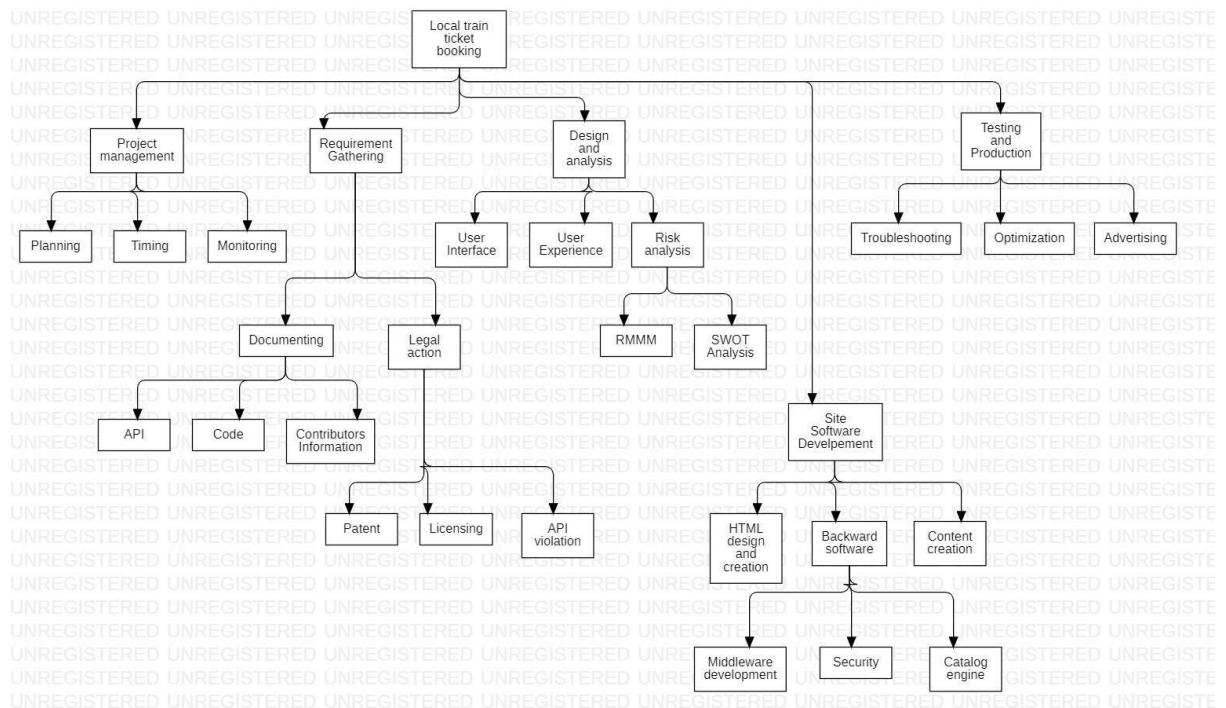 Local train
ticket
booking
Project
management
Requirement
Gathering
Design
and
analysis
Testing
and
Production
Planning
Timing
Monitoring
User
Interface
User
Experience
Risk
analysis
Troubleshooting
Optimization
Advertising
Documenting
Legal
action
RMMM
SWOT
Analysis
API
Code
Contributors
Information
Site
Software
Develpement
Patent
Licensing
API
violation
HTML
design
and
creation
Backward
software
Content
creation
Middleware
development
Security
Catalog
engine
UNREGISTERED